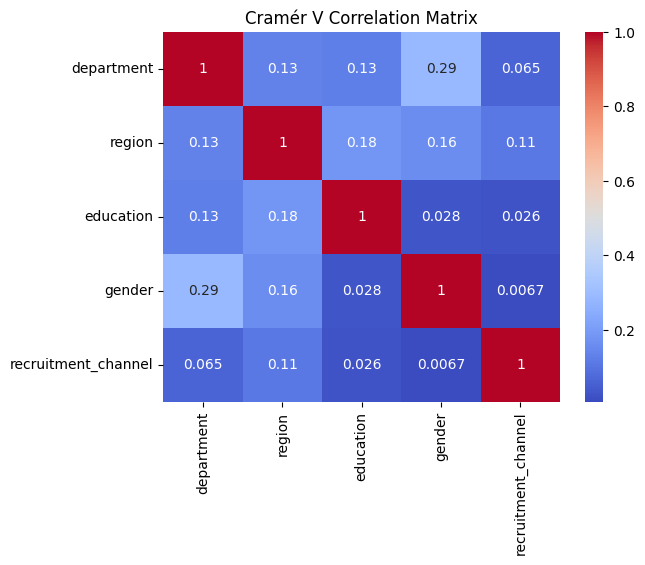 Cramér V Correlation Matrix
department
1
0.13
0.13
0.29
0.065
region
0.13
1
0.18
0.16
0.11
education
0.13
0.18
1
0.028
0.026
gender
0.29
0.16
0.028
1
0.0067
recruitment_channel
0.065
0.11
0.026
0.0067
1
department
region
education
gender
recruitment_channel
1.0
0.8
0.6
0.4
0.2